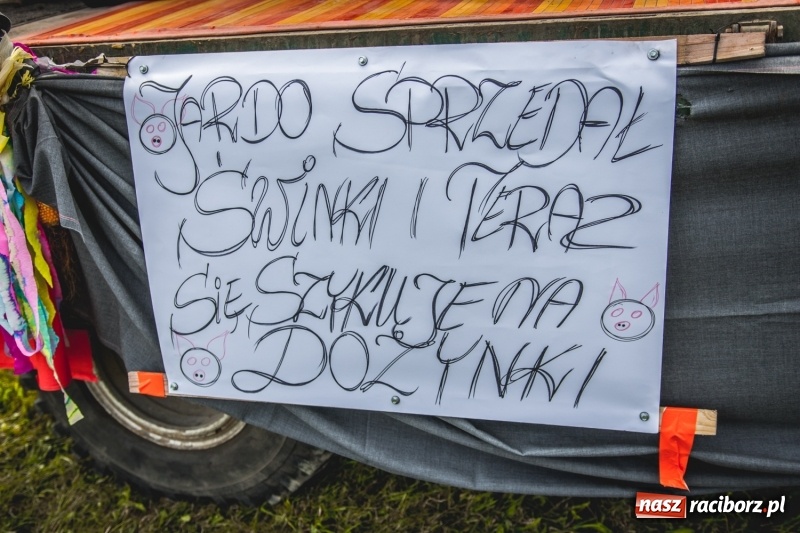 JARDO SPRZEDAŁ
ŚWINKI I TERAZ
SIĘ SZYKUJE NA
DOŻYNKI
nasz raciborz.pl